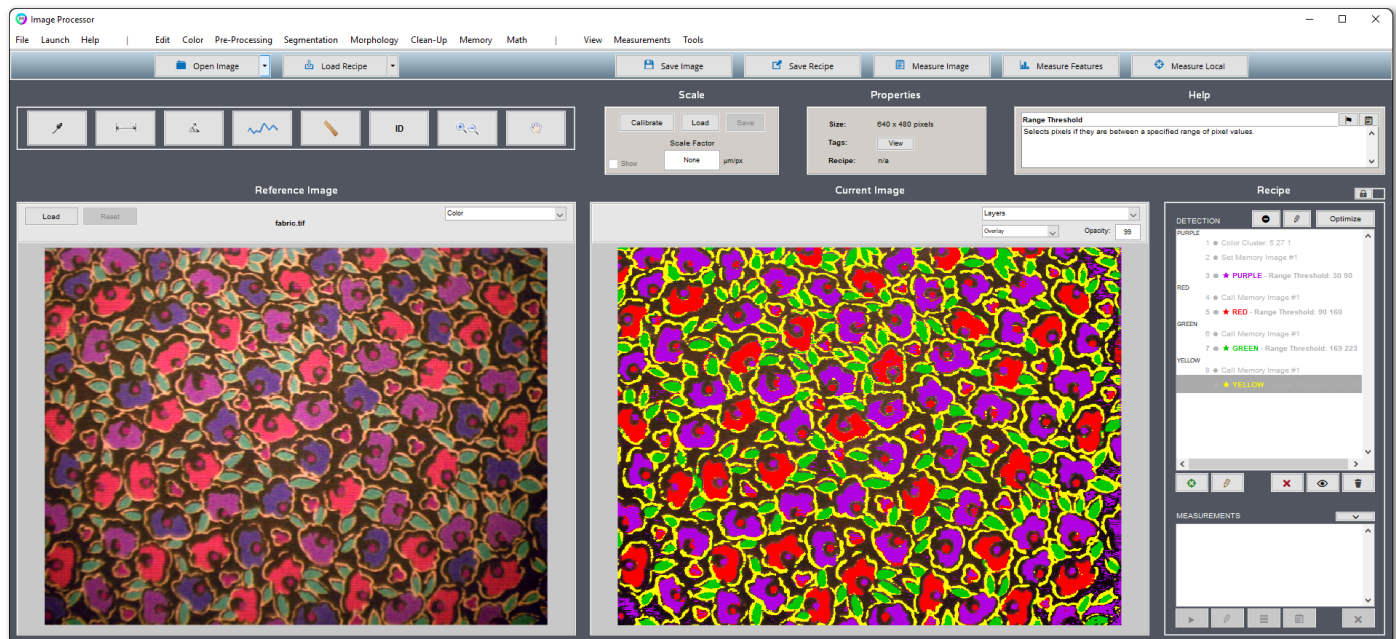 Image Processor
File Launch Help | Edit Color Pre-Processing Segmentation Morphology Clean-Up Memory Math | View Measurements Tools
Open Image Load Recipe Save Image Save Recipe Measure Image Measure Features Measure Local
Scale Properties Help
ID
Calibrate Load Save
Scale Factor
Show None µm/px
Size: 640 x 480 pixels
Tags: View
Recipe: n/a
Range Threshold
Selects pixels if they are between a specified range of pixel values.
Reference Image Current Image Recipe
Load Reset fabric.tif Color
Layers
Overlay Opacity: 99
DETECTION Optimize
PURPLE
1 Color Cluster: 5 27 1
2 Set Memory Image #1
3 ★ PURPLE - Range Threshold: 30 90
RED
4 Call Memory Image #1
5 ★ RED - Range Threshold: 90 160
GREEN
6 Call Memory Image #1
7 ★ GREEN - Range Threshold: 169 223
YELLOW
8 Call Memory Image #1
★ YELLOW
MEASUREMENTS